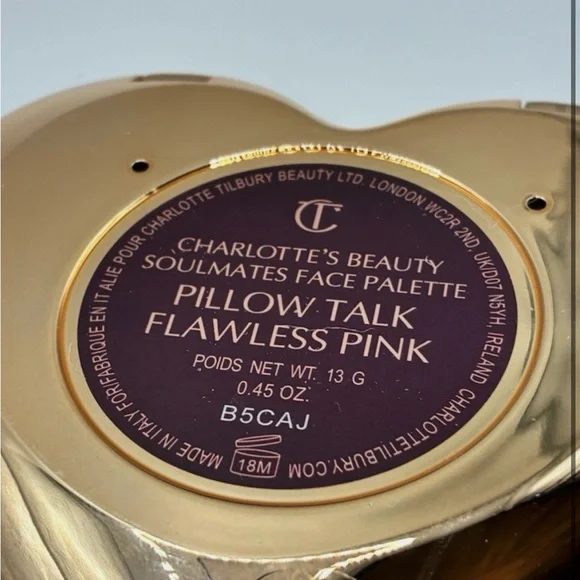 CT
CHARLOTTE'S BEAUTY
SOULMATES FACE PALETTE
PILLOW TALK
FLAWLESS PINK
POIDS NET WT. 13 G
0.45 OZ.
B5CAJ
18M
MADE IN ITALY FOR/FABRIQUE EN ITALIE POUR CHARLOTTE TILBURY BEAUTY LTD. LONDON WC2R 2ND, UK/D07 N5YH, IRELAND CHARLOTTETILBURY.COM